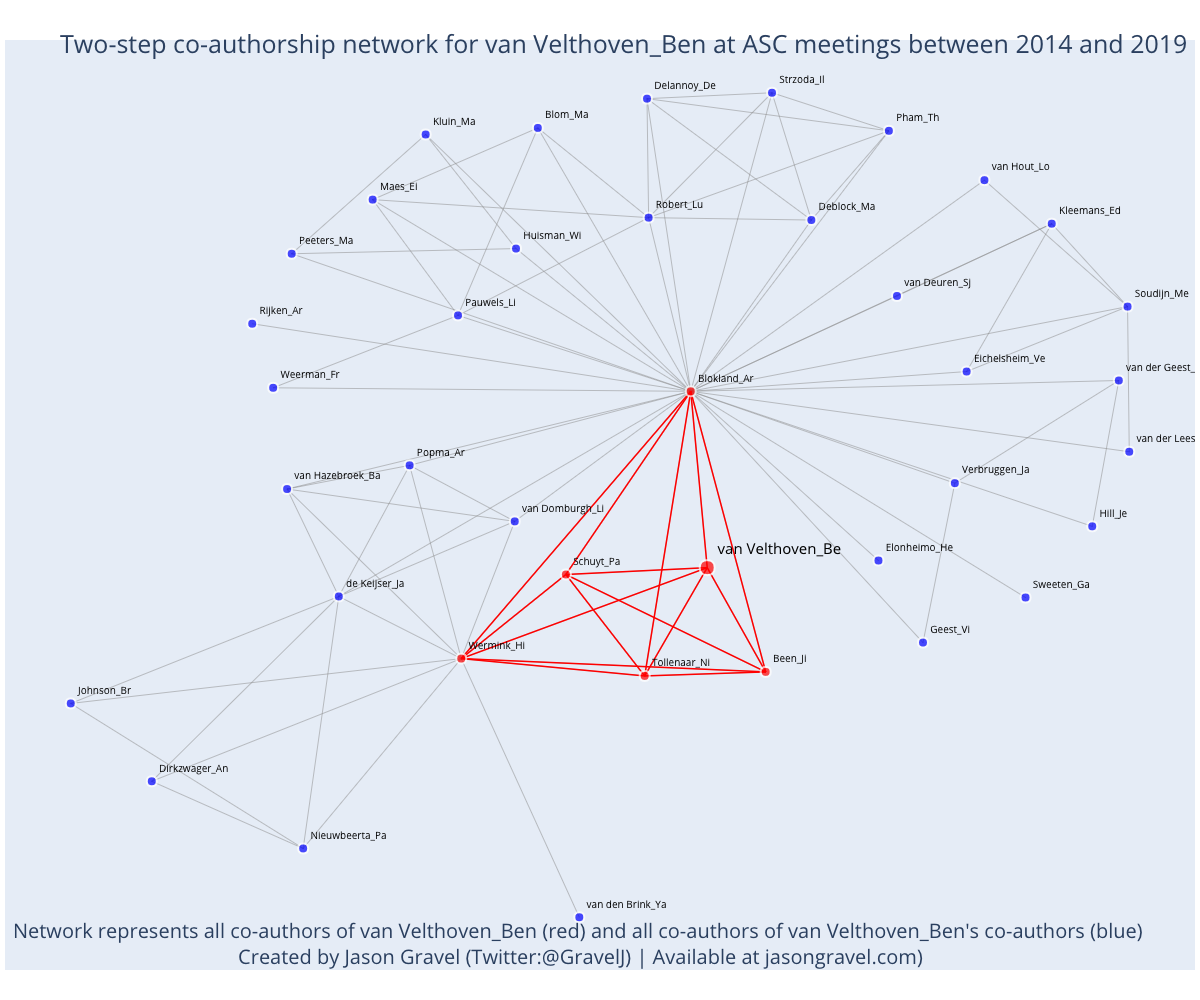 Two-step co-authorship network for van Velthoven_Ben at ASC meetings between 2014 and 2019
Delannoy_De
Strzoda_Il
Kluin_Ma
Blom_Ma
Pham_Th
van Hout_Lo
Maes_Ei
Robert_Lu
Deblock_Ma
Kleemans_Ed
Peeters_Ma
Huisman_Wi
van Deuren_Sj
Soudijn_Me
Rijken_Ar
Pauwels_Li
Weerman_Fr
Blokland_Ar
Eichelsheim_Ve
van der Geest_
Popma_Ar
van der Lees
van Hazebroek_Ba
Verbruggen_Ja
van Domburgh_Li
Hill_Je
Schuyt_Pa
van Velthoven_Be
Elonheimo_He
de Keijser_Ja
Sweeten_Ga
Wermink_Hi
Tollenaar_Ni
Been_Ji
Geest_Vi
Johnson_Br
Dirkzwager_An
Nieuwbeerta_Pa
van den Brink_Ya
Network represents all co-authors of van Velthoven_Ben (red) and all co-authors of van Velthoven_Ben's co-authors (blue)
Created by Jason Gravel (Twitter:@GravelJ) | Available at jasongravel.com)